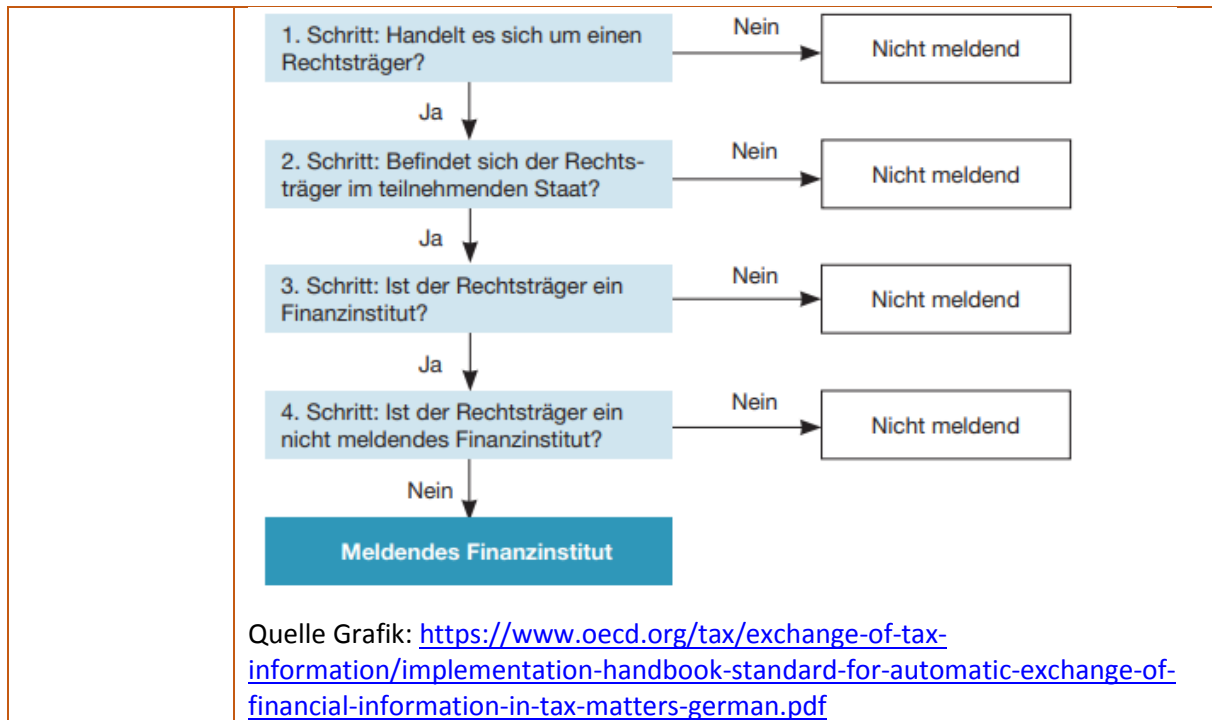 1. Schritt: Handelt es sich um einen
Rechtsträger?
Nein
Nicht meldend
Ja
2. Schritt: Befindet sich der Rechts-
träger im teilnehmenden Staat?
Nein
Nicht meldend
Ja
3. Schritt: Ist der Rechtsträger ein
Finanzinstitut?
Nein
Nicht meldend
Ja
4. Schritt: Ist der Rechtsträger ein
nicht meldendes Finanzinstitut?
Nein
Nicht meldend
Nein
Meldendes Finanzinstitut
Quelle Grafik: https://www.oecd.org/tax/exchange-of-tax-
information/implementation-handbook-standard-for-automatic-exchange-of-
financial-information-in-tax-matters-german.pdf